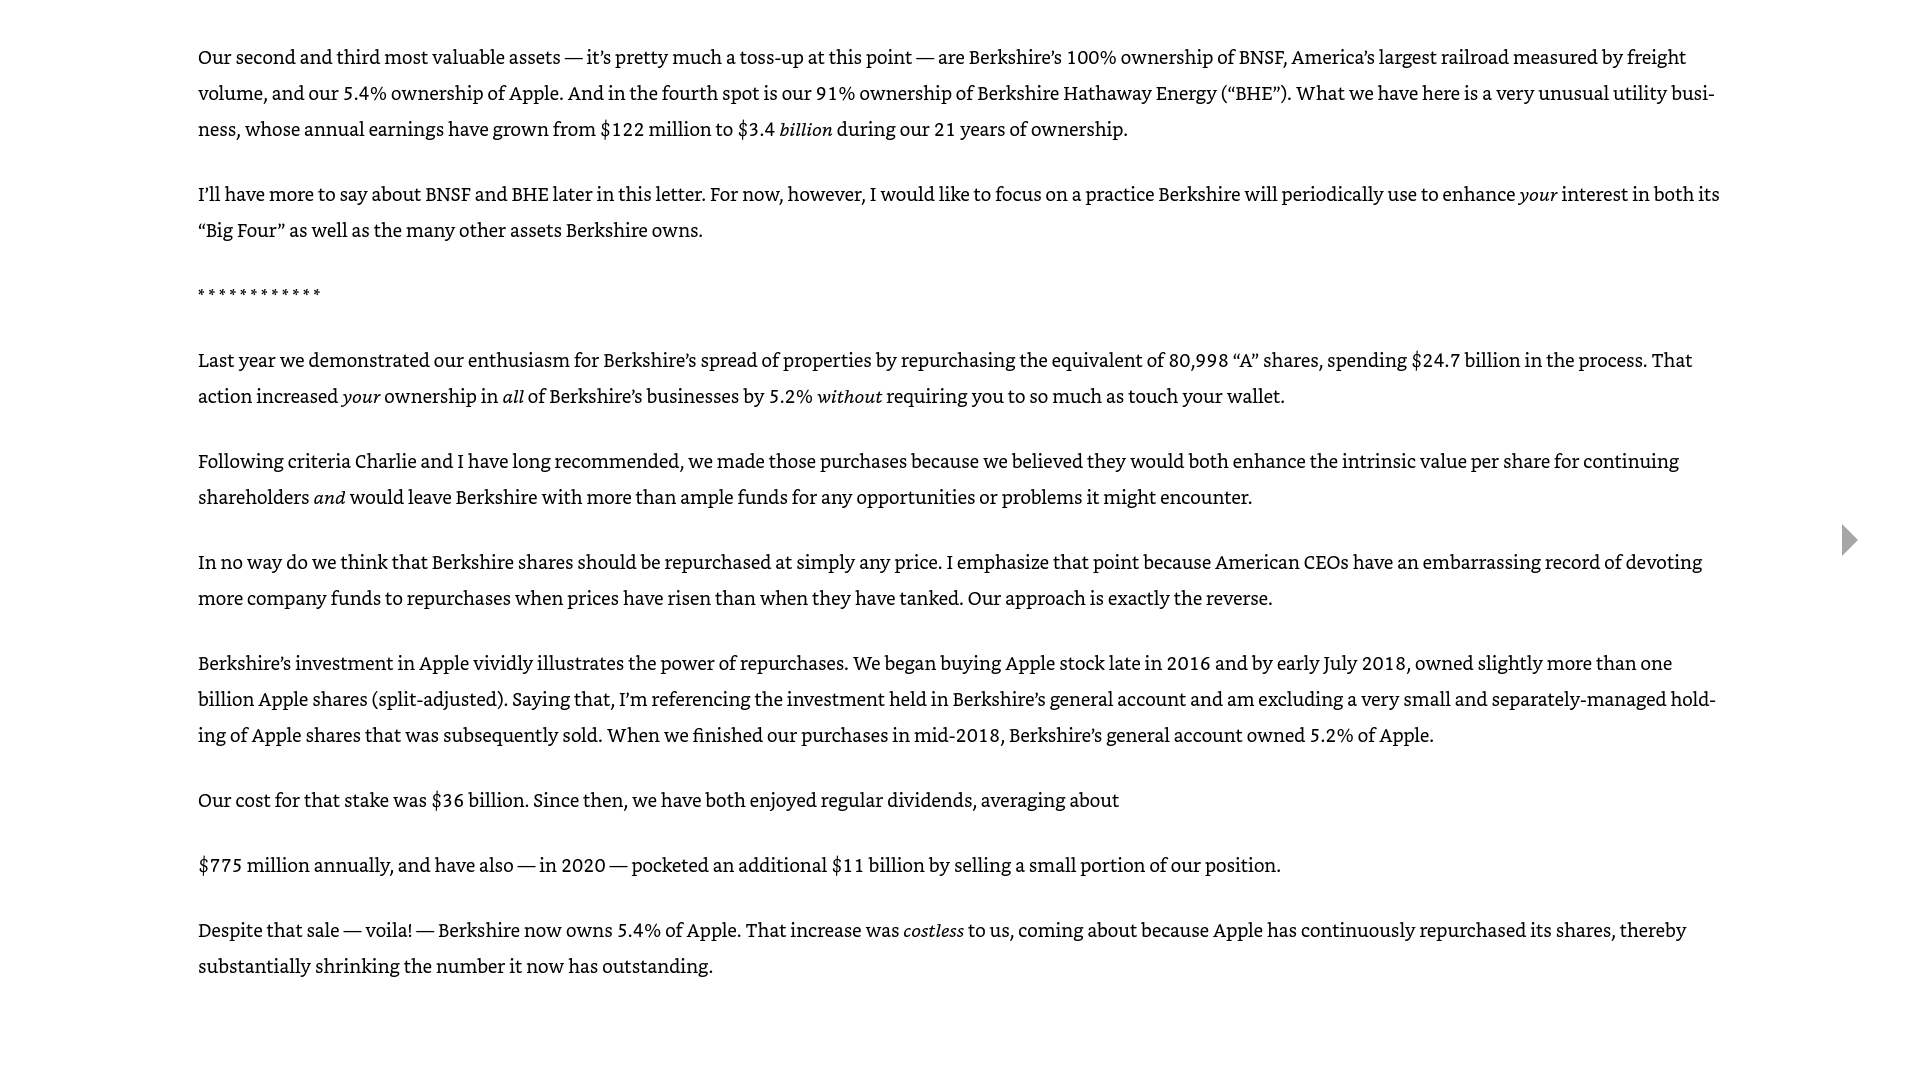 Our second and third most valuable assets — it’s pretty much a toss-up at this point — are Berkshire’s 100% ownership of BNSF, America’s largest railroad measured by freight
volume, and our 5.4% ownership of Apple. And in the fourth spot is our 91% ownership of Berkshire Hathaway Energy (“BHE”). What we have here is a very unusual utility busi-
ness, whose annual earnings have grown from $122 million to $3.4 billion during our 21 years of ownership.
I’ll have more to say about BNSF and BHE later in this letter. For now, however, I would like to focus on a practice Berkshire will periodically use to enhance your interest in both its
“Big Four” as well as the many other assets Berkshire owns.
* * * * * * * * * * * *
Last year we demonstrated our enthusiasm for Berkshire’s spread of properties by repurchasing the equivalent of 80,998 “A” shares, spending $24.7 billion in the process. That
action increased your ownership in all of Berkshire’s businesses by 5.2% without requiring you to so much as touch your wallet.
Following criteria Charlie and I have long recommended, we made those purchases because we believed they would both enhance the intrinsic value per share for continuing
shareholders and would leave Berkshire with more than ample funds for any opportunities or problems it might encounter.
In no way do we think that Berkshire shares should be repurchased at simply any price. I emphasize that point because American CEOs have an embarrassing record of devoting
more company funds to repurchases when prices have risen than when they have tanked. Our approach is exactly the reverse.
Berkshire’s investment in Apple vividly illustrates the power of repurchases. We began buying Apple stock late in 2016 and by early July 2018, owned slightly more than one
billion Apple shares (split-adjusted). Saying that, I’m referencing the investment held in Berkshire’s general account and am excluding a very small and separately-managed hold-
ing of Apple shares that was subsequently sold. When we finished our purchases in mid-2018, Berkshire’s general account owned 5.2% of Apple.
Our cost for that stake was $36 billion. Since then, we have both enjoyed regular dividends, averaging about
$775 million annually, and have also — in 2020 — pocketed an additional $11 billion by selling a small portion of our position.
Despite that sale — voila! — Berkshire now owns 5.4% of Apple. That increase was costless to us, coming about because Apple has continuously repurchased its shares, thereby
substantially shrinking the number it now has outstanding.